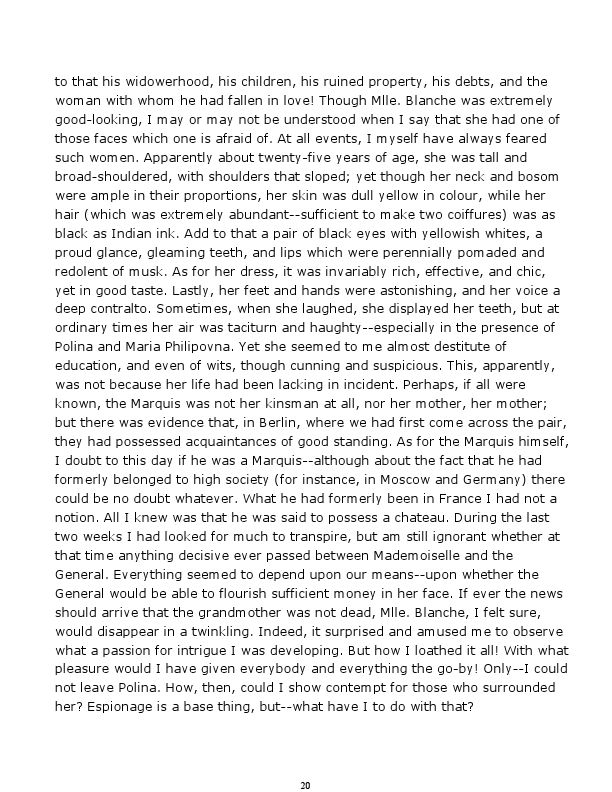 to that his widowerhood, his children, his ruined property, his debts, and the
woman with whom he had fallen in love! Though Mlle. Blanche was extremely
good-looking, I may or may not be understood when I say that she had one of
those faces which one is afraid of. At all events, I myself have always feared
such women. Apparently about twenty-five years of age, she was tall and
broad-shouldered, with shoulders that sloped; yet though her neck and bosom
were ample in their proportions, her skin was dull yellow in colour, while her
hair (which was extremely abundant--sufficient to make two coiffures) was as
black as Indian ink. Add to that a pair of black eyes with yellowish whites, a
proud glance, gleaming teeth, and lips which were perennially pomaded and
redolent of musk. As for her dress, it was invariably rich, effective, and chic,
yet in good taste. Lastly, her feet and hands were astonishing, and her voice a
deep contralto. Sometimes, when she laughed, she displayed her teeth, but at
ordinary times her air was taciturn and haughty--especially in the presence of
Polina and Maria Philipovna. Yet she seemed to me almost destitute of
education, and even of wits, though cunning and suspicious. This, apparently,
was not because her life had been lacking in incident. Perhaps, if all were
known, the Marquis was not her kinsman at all, nor her mother, her mother;
but there was evidence that, in Berlin, where we had first come across the pair,
they had possessed acquaintances of good standing. As for the Marquis himself,
I doubt to this day if he was a Marquis--although about the fact that he had
formerly belonged to high society (for instance, in Moscow and Germany) there
could be no doubt whatever. What he had formerly been in France I had not a
notion. All I knew was that he was said to possess a chateau. During the last
two weeks I had looked for much to transpire, but am still ignorant whether at
that time anything decisive ever passed between Mademoiselle and the
General. Everything seemed to depend upon our means--upon whether the
General would be able to flourish sufficient money in her face. If ever the news
should arrive that the grandmother was not dead, Mlle. Blanche, I felt sure,
would disappear in a twinkling. Indeed, it surprised and amused me to observe
what a passion for intrigue I was developing. But how I loathed it all! With what
pleasure would I have given everybody and everything the go-by! Only--I could
not leave Polina. How, then, could I show contempt for those who surrounded
her? Espionage is a base thing, but--what have I to do with that?
20